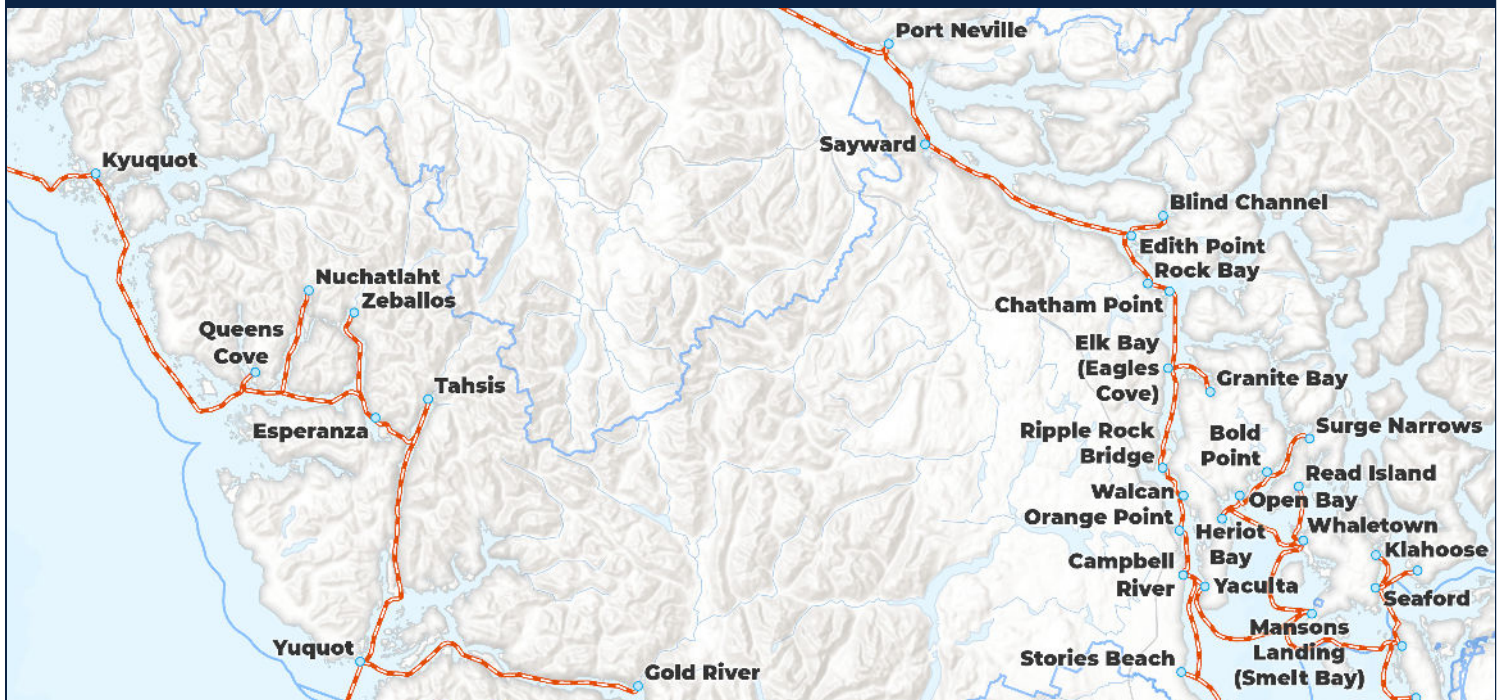 Port Neville
Sayward
Kyuquot
Blind Channel
Edith Point
Rock Bay
Nuchatlaht
Zeballos
Chatham Point
Queens
Cove
Elk Bay
(Eagles
Cove)
Granite Bay
Tahsis
Esperanza
Ripple Rock
Bridge
Bold
Point
Surge Narrows
Read Island
Walcan
Open Bay
Orange Point
Heriot
Bay
Whaletown
Klahoose
Campbell
River
Yaculta
Seaford
Mansons
Landing
(Smelt Bay)
Yuquot
Gold River
Stories Beach